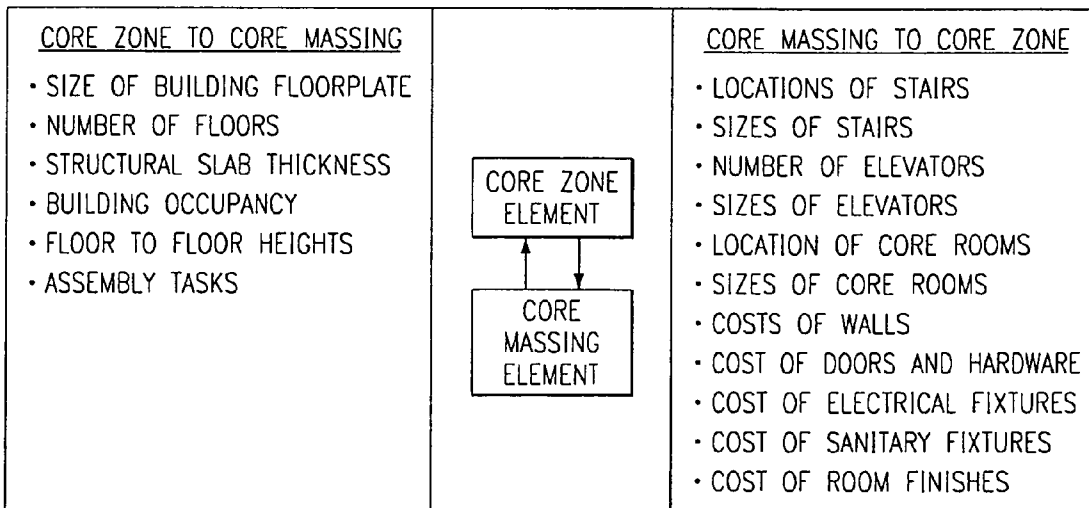 CORE ZONE TO CORE MASSING
• SIZE OF BUILDING FLOORPLATE
• NUMBER OF FLOORS
• STRUCTURAL SLAB THICKNESS
• BUILDING OCCUPANCY
• FLOOR TO FLOOR HEIGHTS
• ASSEMBLY TASKS
CORE ZONE
ELEMENT
CORE
MASSING
ELEMENT
CORE MASSING TO CORE ZONE
• LOCATIONS OF STAIRS
• SIZES OF STAIRS
• NUMBER OF ELEVATORS
• SIZES OF ELEVATORS
• LOCATION OF CORE ROOMS
• SIZES OF CORE ROOMS
• COSTS OF WALLS
• COST OF DOORS AND HARDWARE
• COST OF ELECTRICAL FIXTURES
• COST OF SANITARY FIXTURES
• COST OF ROOM FINISHES